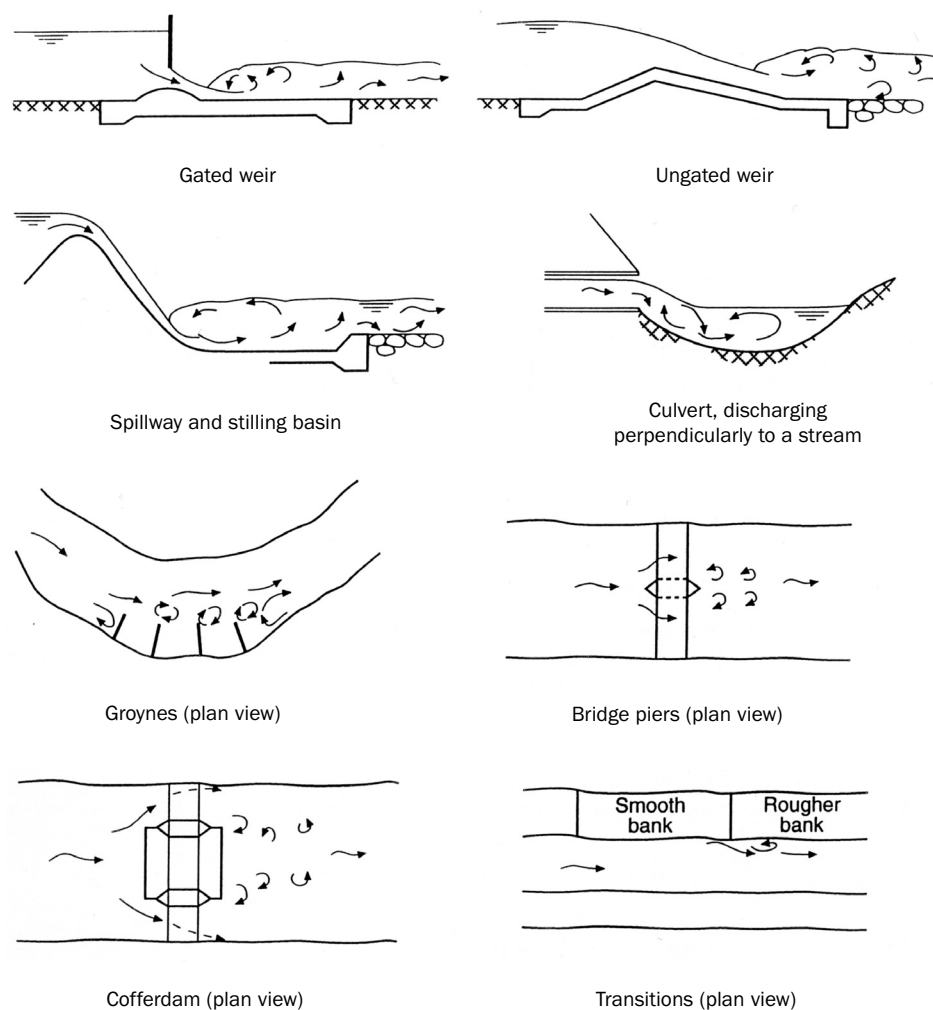 Gated weir
Ungated weir
Spillway and stilling basin
Culvert, discharging
perpendicularly to a stream
Groynes (plan view)
Bridge piers (plan view)
Smooth
bank
Rougher
bank
Cofferdam (plan view)
Transitions (plan view)